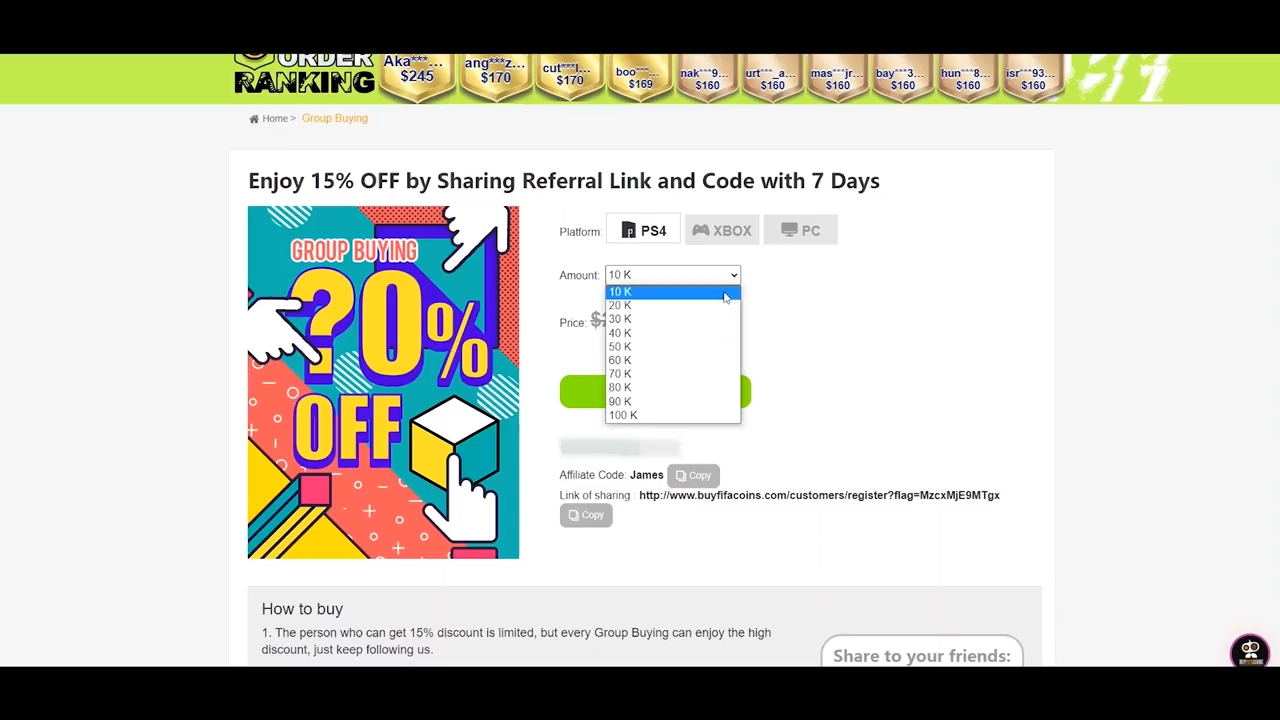 ORDER
RANKING
Aka***... ang***z... cut***l... boo***... nak***9... urt***_a... mas***jr... bay***3... hun***8... isr***93...
$245 $170 $170 $169 $160 $160 $160 $160 $160 $160
Home > Group Buying
Enjoy 15% OFF by Sharing Referral Link and Code with 7 Days
GROUP BUYING
?0%
OFF
Platform: PS4 XBOX PC
Amount: 10 K
10 K
20 K
30 K
40 K
50 K
60 K
70 K
80 K
90 K
100 K
Price: $
Affiliate Code: James Copy
Link of sharing : http://www.buyfifacoins.com/customers/register?flag=MzcxMjE9MTgx
Copy
How to buy
1. The person who can get 15% discount is limited, but every Group Buying can enjoy the high
discount, just keep following us.
Share to your friends: